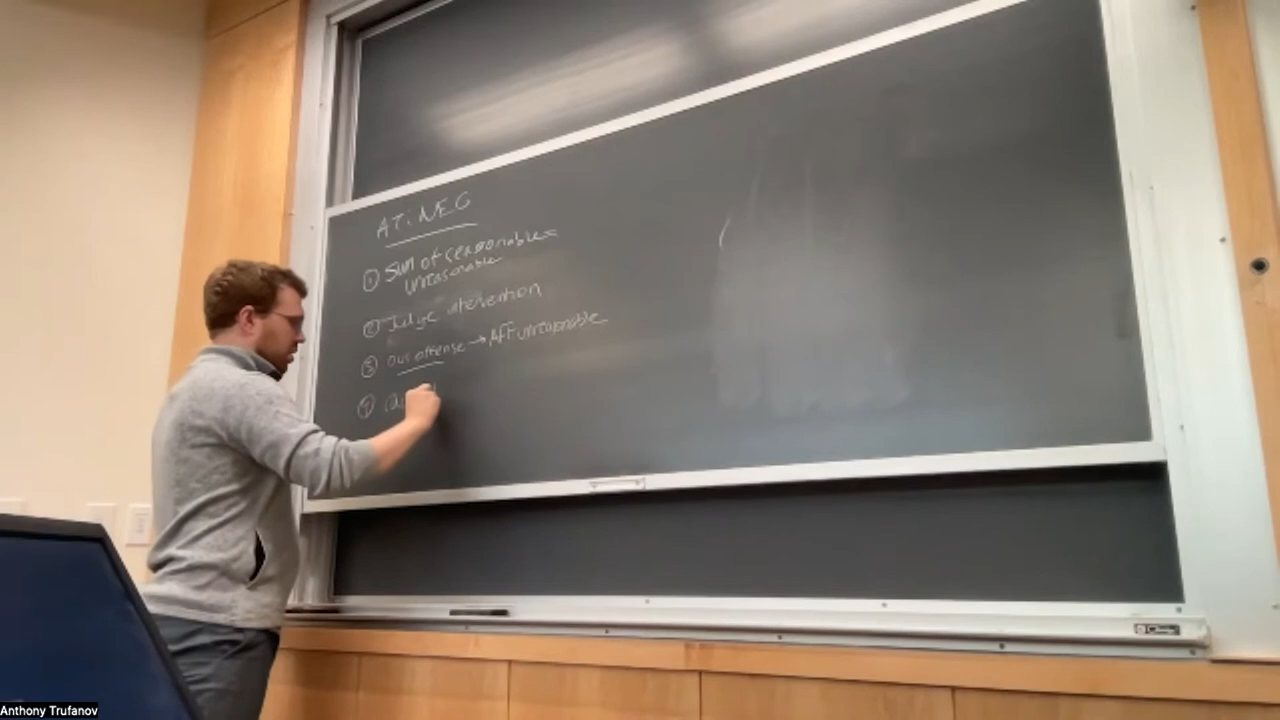 AT: NEG
① Sum of reasonable =
unreasonable
② Judge intervention
③ Our offense → Aff unreasonable
④
Anthony Trufanov